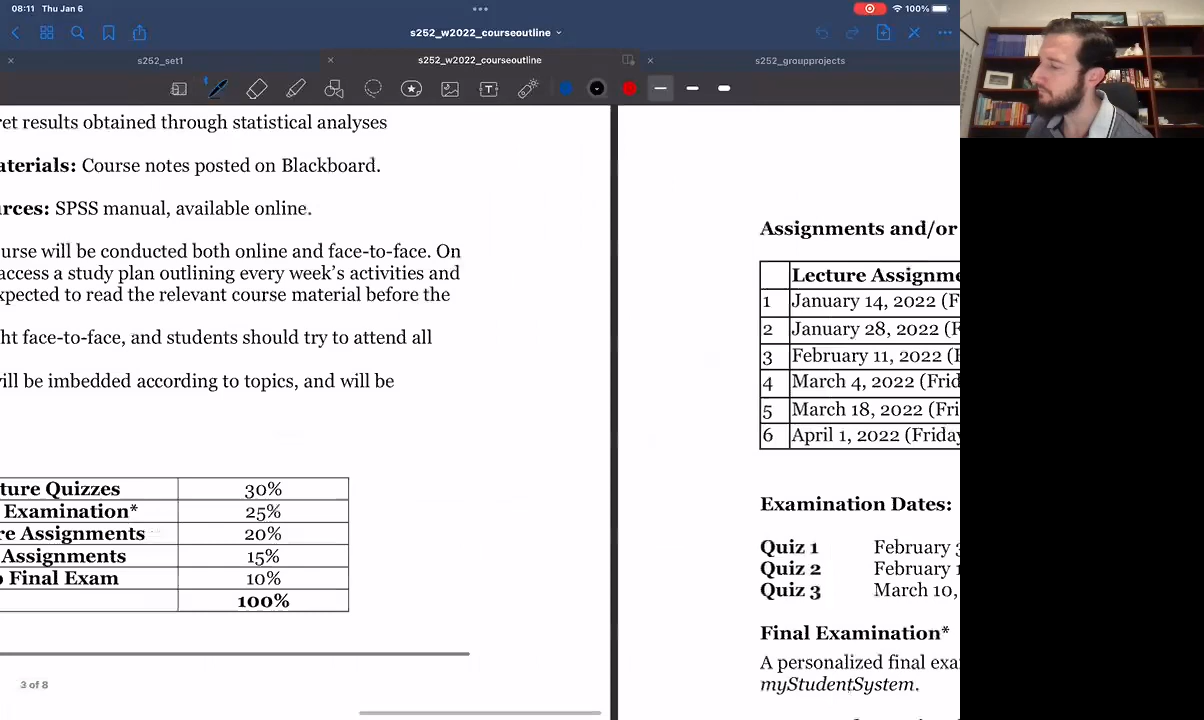 08:11 Thu Jan 6
100%
s252_w2022_courseoutline
s252_set1
s252_w2022_courseoutline
s252_groupprojects
ret results obtained through statistical analyses
aterials: Course notes posted on Blackboard.
urces: SPSS manual, available online.
urse will be conducted both online and face-to-face. On
access a study plan outlining every week's activities and
xpected to read the relevant course material before the
ht face-to-face, and students should try to attend all
will be imbedded according to topics, and will be
ture Quizzes 30%
Examination* 25%
re Assignments 20%
Assignments 15%
Final Exam 10%
100%
3 of 8
Assignments and/or
Lecture Assignme
1 January 14, 2022 (F
2 January 28, 2022 (F
3 February 11, 2022 (F
4 March 4, 2022 (Frid
5 March 18, 2022 (Fri
6 April 1, 2022 (Friday
Examination Dates:
Quiz 1 February 3
Quiz 2 February 1
Quiz 3 March 10,
Final Examination*
A personalized final exa
myStudentSystem.